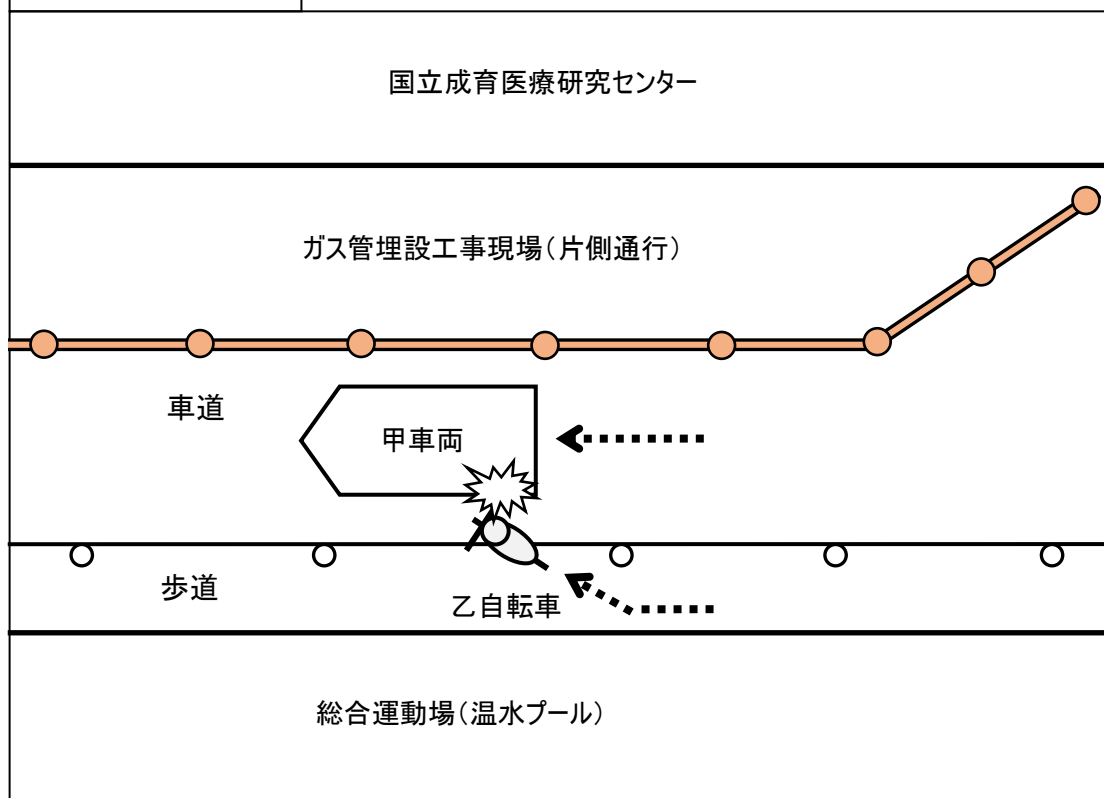 国立成育医療研究センター
ガス管埋設工事現場(片側通行)
車道
甲車両
歩道
乙自転車
総合運動場(温水プール)